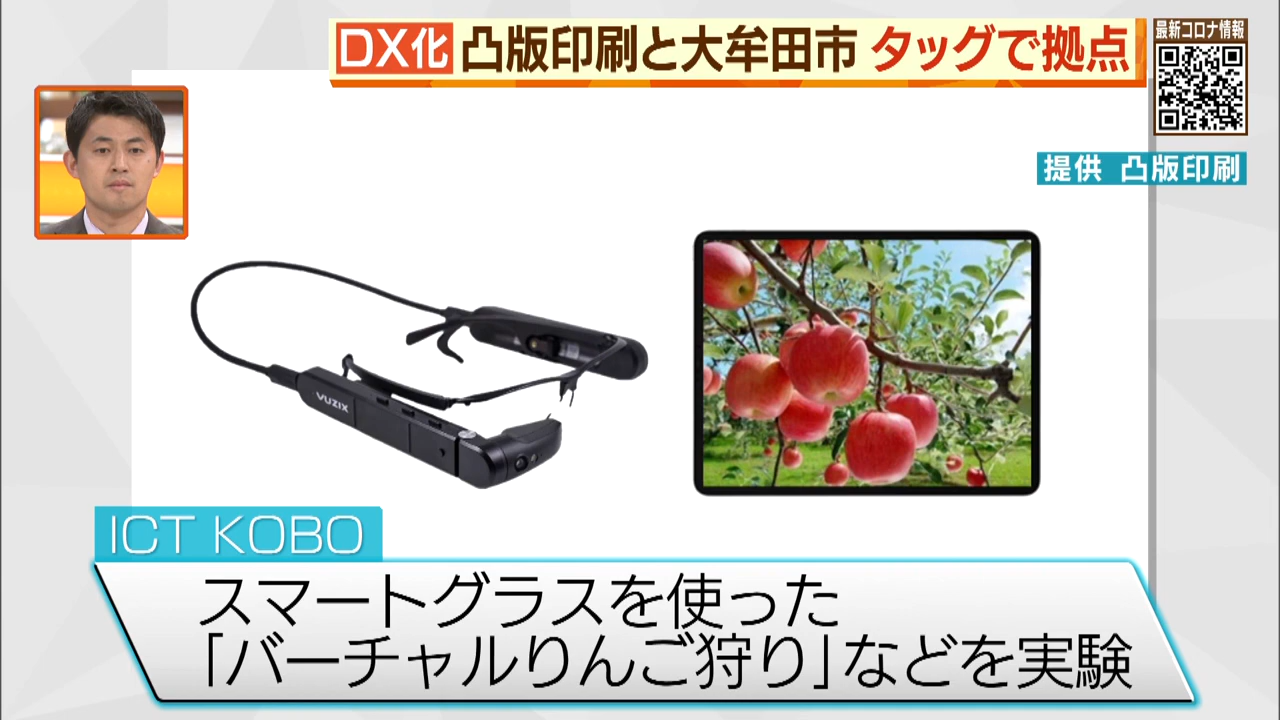 DX化 凸版印刷と大牟田市 タッグで拠点
最新コロナ情報
提供 凸版印刷
VUZIX
ICT KOBO
スマートグラスを使った
「バーチャルりんご狩り」などを実験